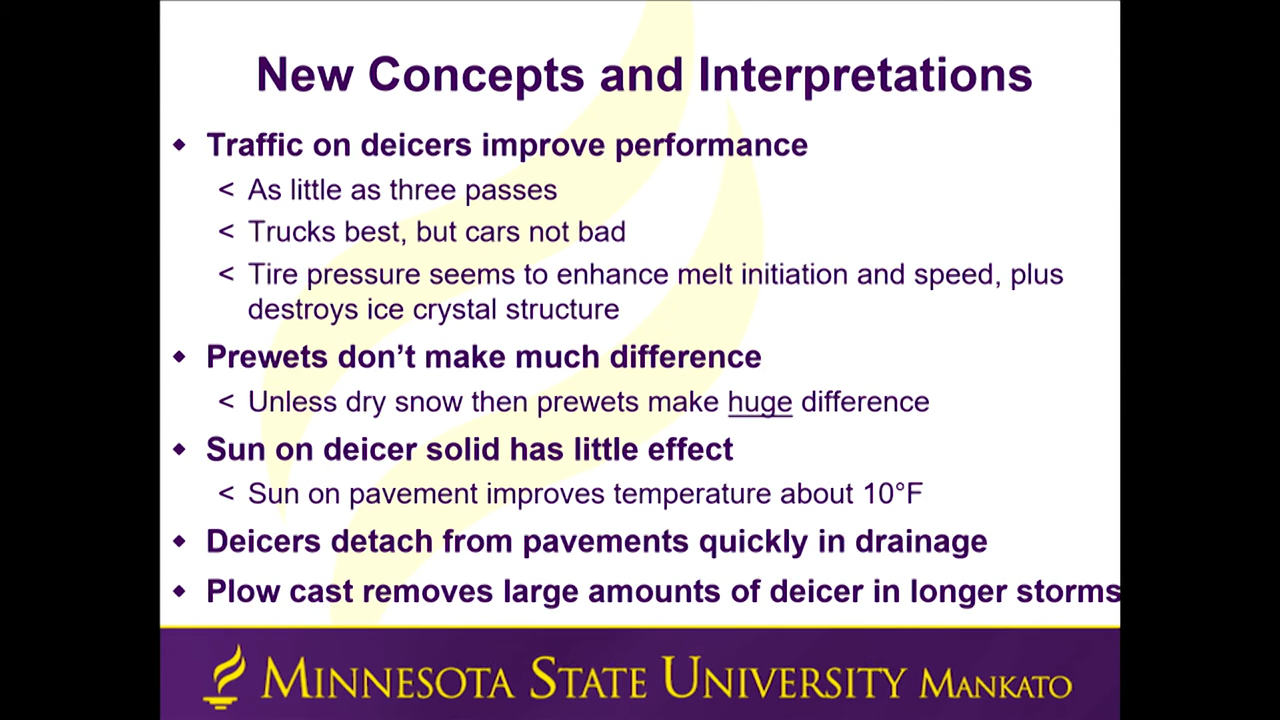 New Concepts and Interpretations
◆ Traffic on deicers improve performance
< As little as three passes
< Trucks best, but cars not bad
< Tire pressure seems to enhance melt initiation and speed, plus
destroys ice crystal structure
◆ Prewets don’t make much difference
< Unless dry snow then prewets make huge difference
◆ Sun on deicer solid has little effect
< Sun on pavement improves temperature about 10°F
◆ Deicers detach from pavements quickly in drainage
◆ Plow cast removes large amounts of deicer in longer storms
MINNESOTA STATE UNIVERSITY MANKATO